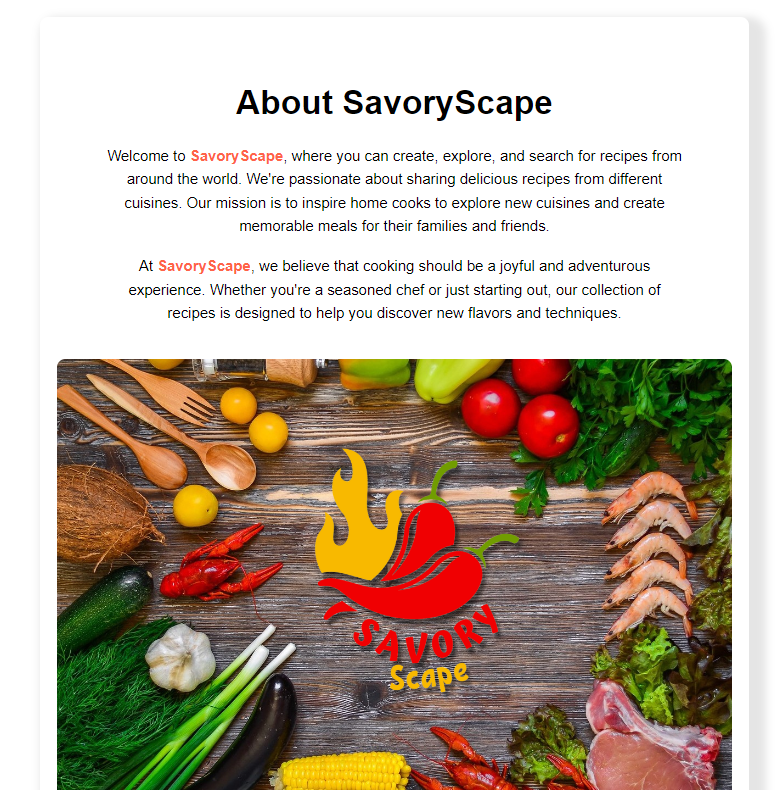 About SavoryScape
Welcome to SavoryScape, where you can create, explore, and search for recipes from
around the world. We're passionate about sharing delicious recipes from different
cuisines. Our mission is to inspire home cooks to explore new cuisines and create
memorable meals for their families and friends.
At SavoryScape, we believe that cooking should be a joyful and adventurous
experience. Whether you're a seasoned chef or just starting out, our collection of
recipes is designed to help you discover new flavors and techniques.
SAVORY
Scape